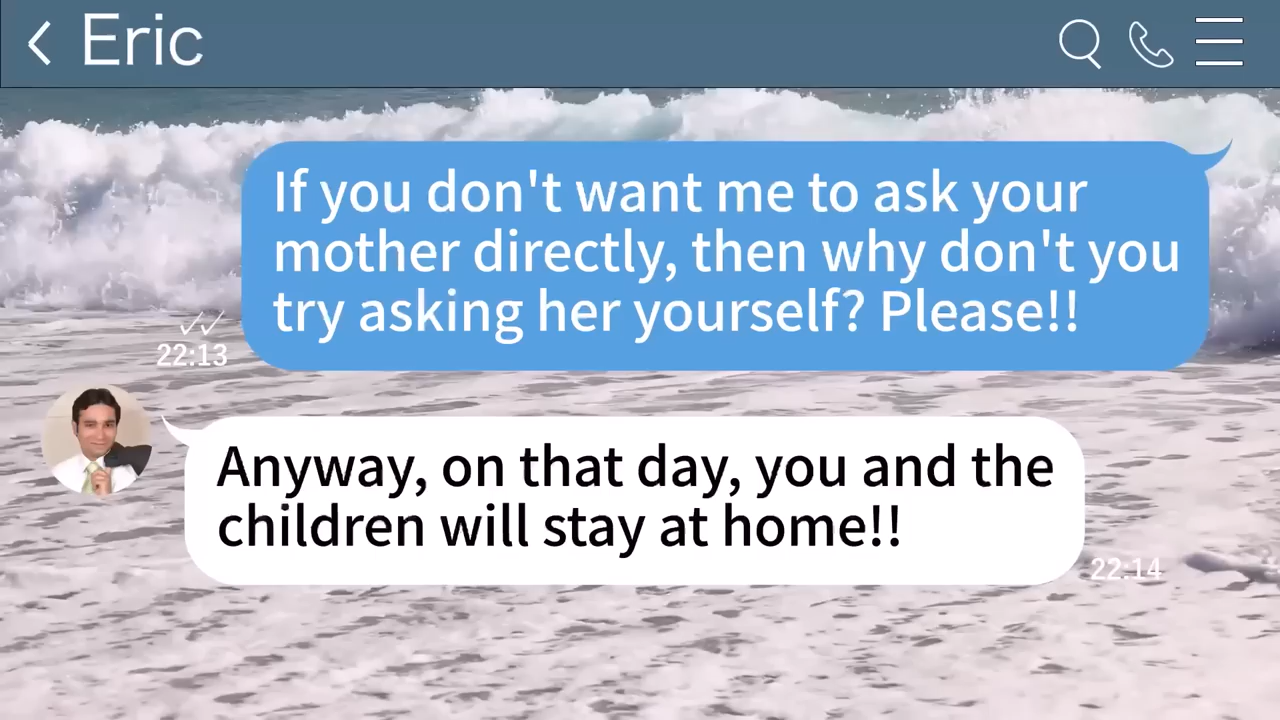 Eric
If you don't want me to ask your
mother directly, then why don't you
try asking her yourself? Please!!
22:13
Anyway, on that day, you and the
children will stay at home!!
22:14